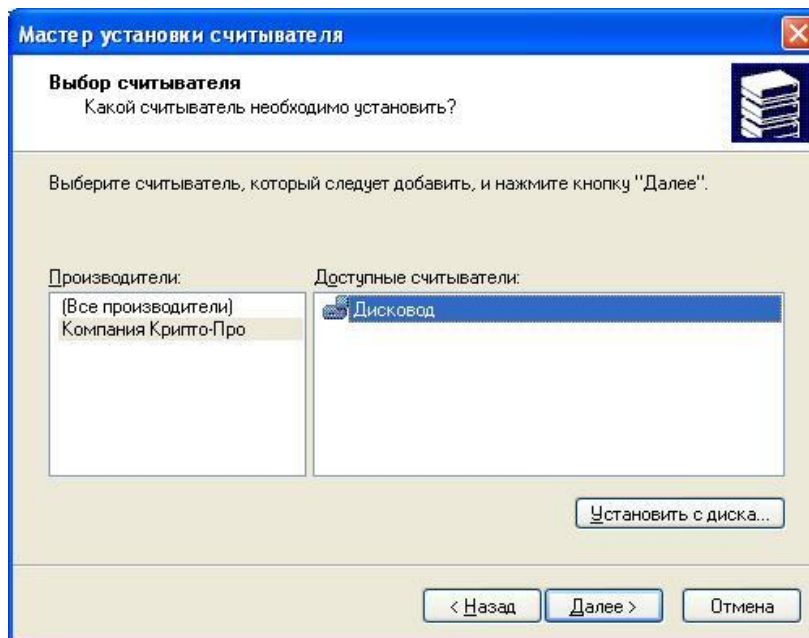 Мастер установки считывателя
Выбор считывателя
Какой считыватель необходимо установить?
Выберите считыватель, который следует добавить, и нажмите кнопку "Далее".
Производители:
(Все производители)
Компания Крипто-Про
Доступные считыватели:
Дисковод
Установить с диска...
< Назад
Далее >
Отмена